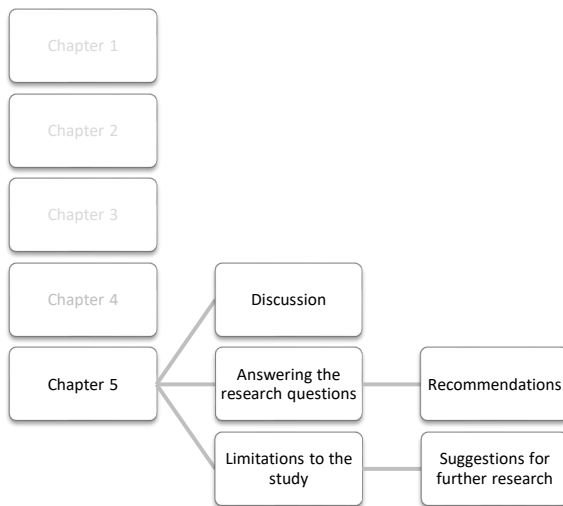 Chapter 1
Chapter 2
Chapter 3
Chapter 4
Discussion
Chapter 5
Answering the
research questions
Recommendations
Limitations to the
study
Suggestions for
further research